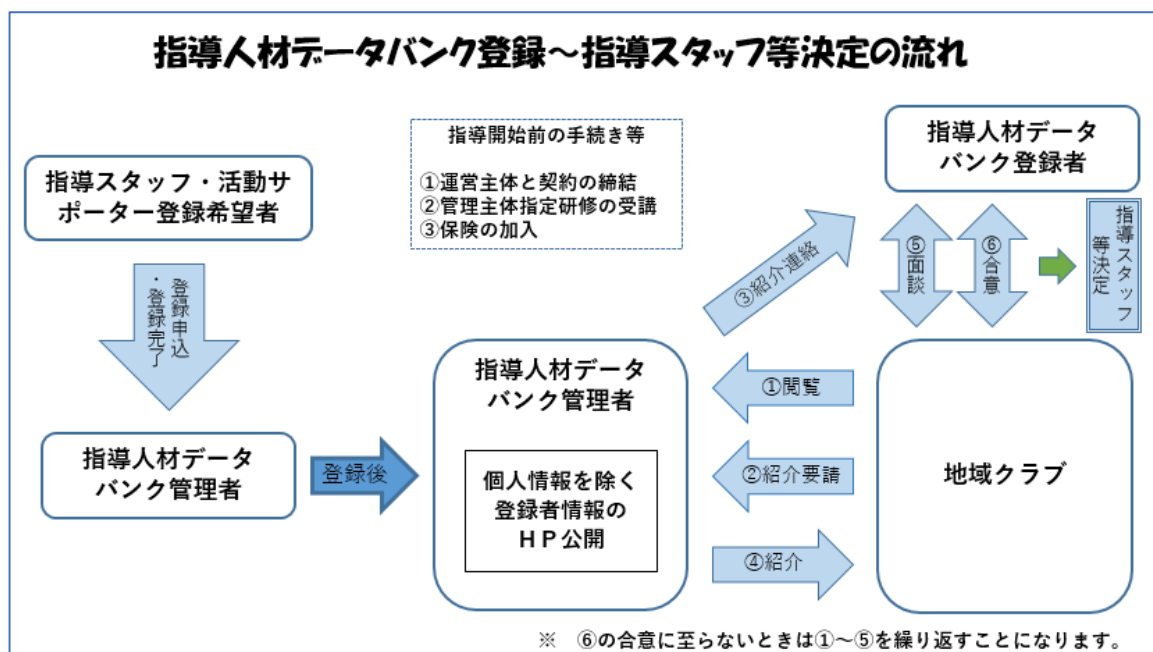 指導人材データバンク登録～指導スタッフ等決定の流れ
指導スタッフ・活動サ
ポーター登録希望者
登録申込
・登録完了
指導人材データ
バンク管理者
登録後
指導開始前の手続き等
①運営主体と契約の締結
②管理主体指定研修の受講
③保険の加入
指導人材データ
バンク管理者
個人情報を除く
登録者情報の
ＨＰ公開
①閲覧
②紹介要請
③紹介連絡
④紹介
指導人材データ
バンク登録者
⑤面談
⑥合意
指導スタッフ
等決定
地域クラブ
※　⑥の合意に至らないときは①～⑤を繰り返すことになります。